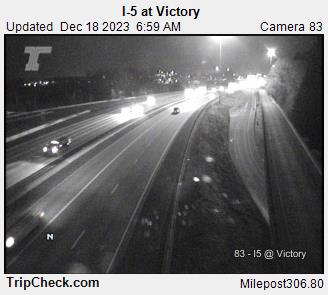 I-5 at Victory
Updated  Dec 18 2023  6:59 AM
Camera 83
N
83 - I5 @ Victory
TripCheck.com
Milepost306.80